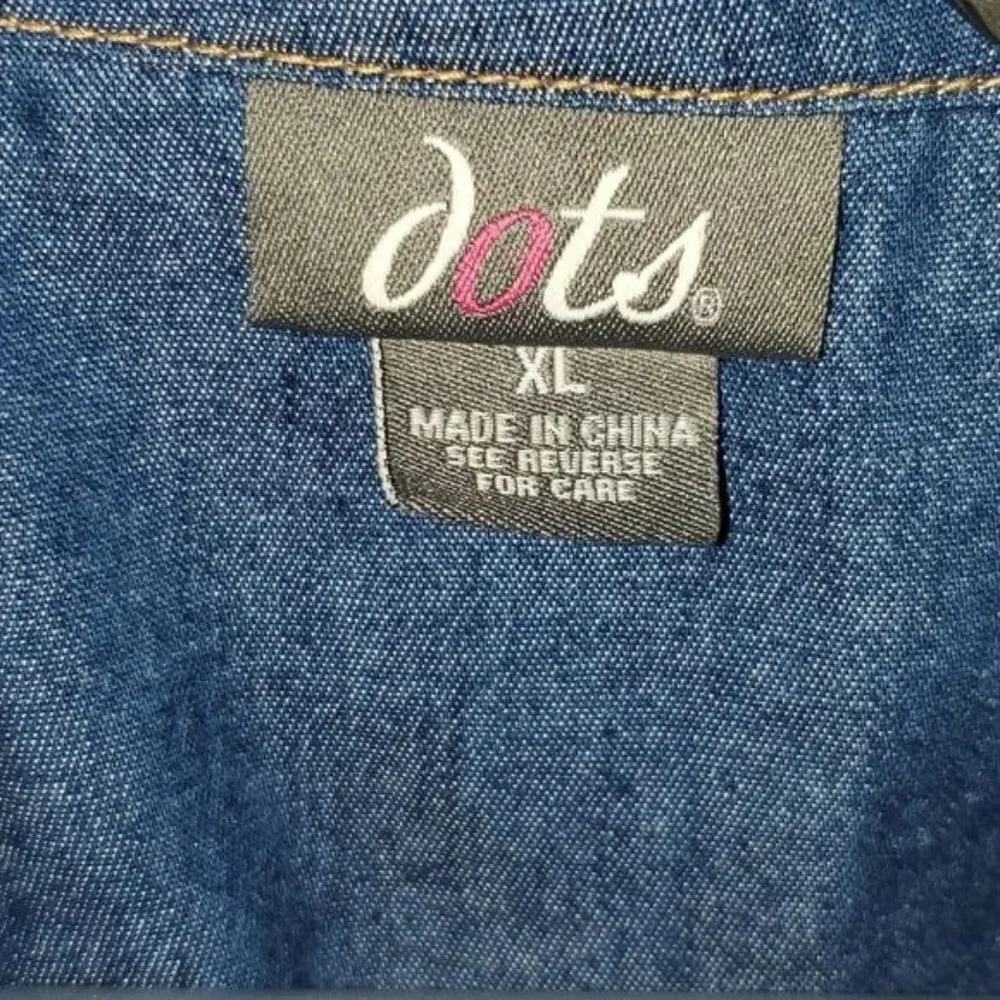 dots®
XL
MADE IN CHINA
SEE REVERSE
FOR CARE